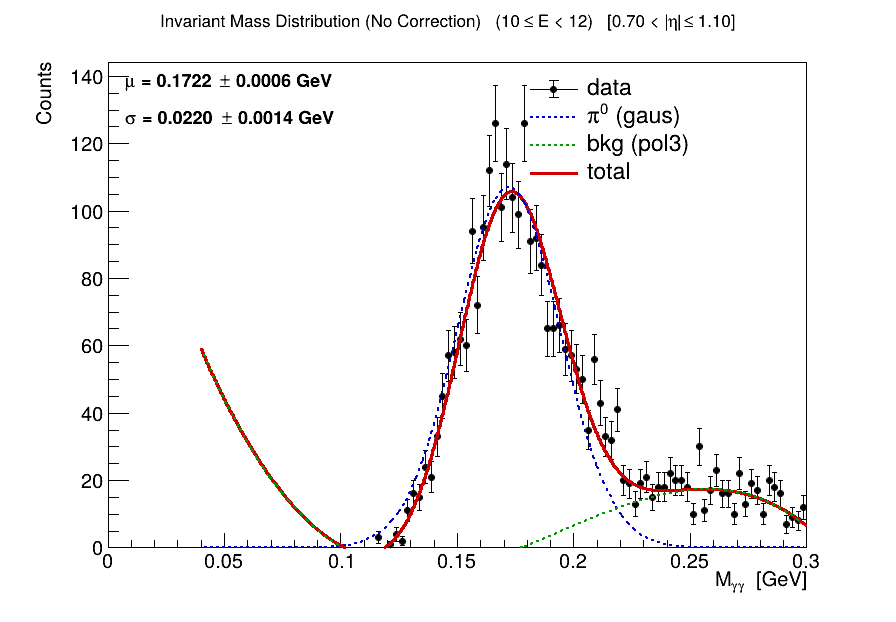 Invariant Mass Distribution (No Correction) (10 ≤ E < 12) [0.70 < |η| ≤ 1.10]
Counts
μ = 0.1722 ± 0.0006 GeV
σ = 0.0220 ± 0.0014 GeV
data
π⁰ (gaus)
bkg (pol3)
total
140
120
100
80
60
40
20
0
0 0.05 0.1 0.15 0.2 0.25 0.3
Mγγ [GeV]